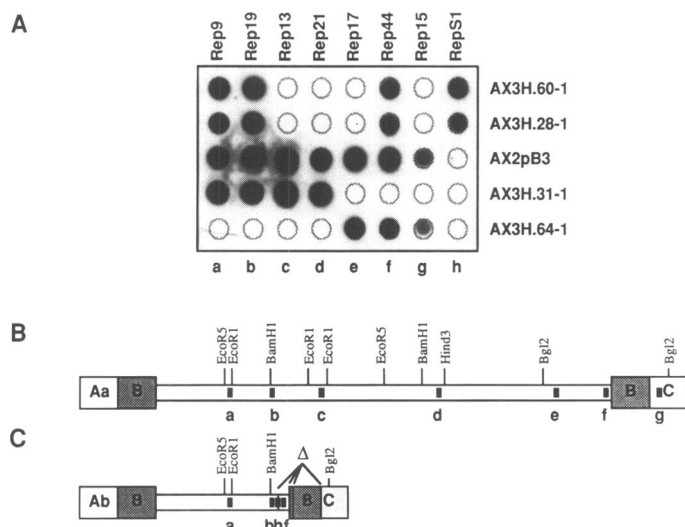 A
Rep9 Rep19 Rep13 Rep21 Rep17 Rep44 Rep15 RepS1
AX3H.60-1
AX3H.28-1
AX2pB3
AX3H.31-1
AX3H.64-1
a b c d e f g h
B
EcoR5 EcoR1 BamH1 EcoR1 EcoR1 EcoR5 BamH1 Hind3 Bgl2 Bgl2
Aa B B C
a b c d e f g
C
EcoR5 EcoR1 BamH1 Δ Bgl2
Ab B B C
a b h f